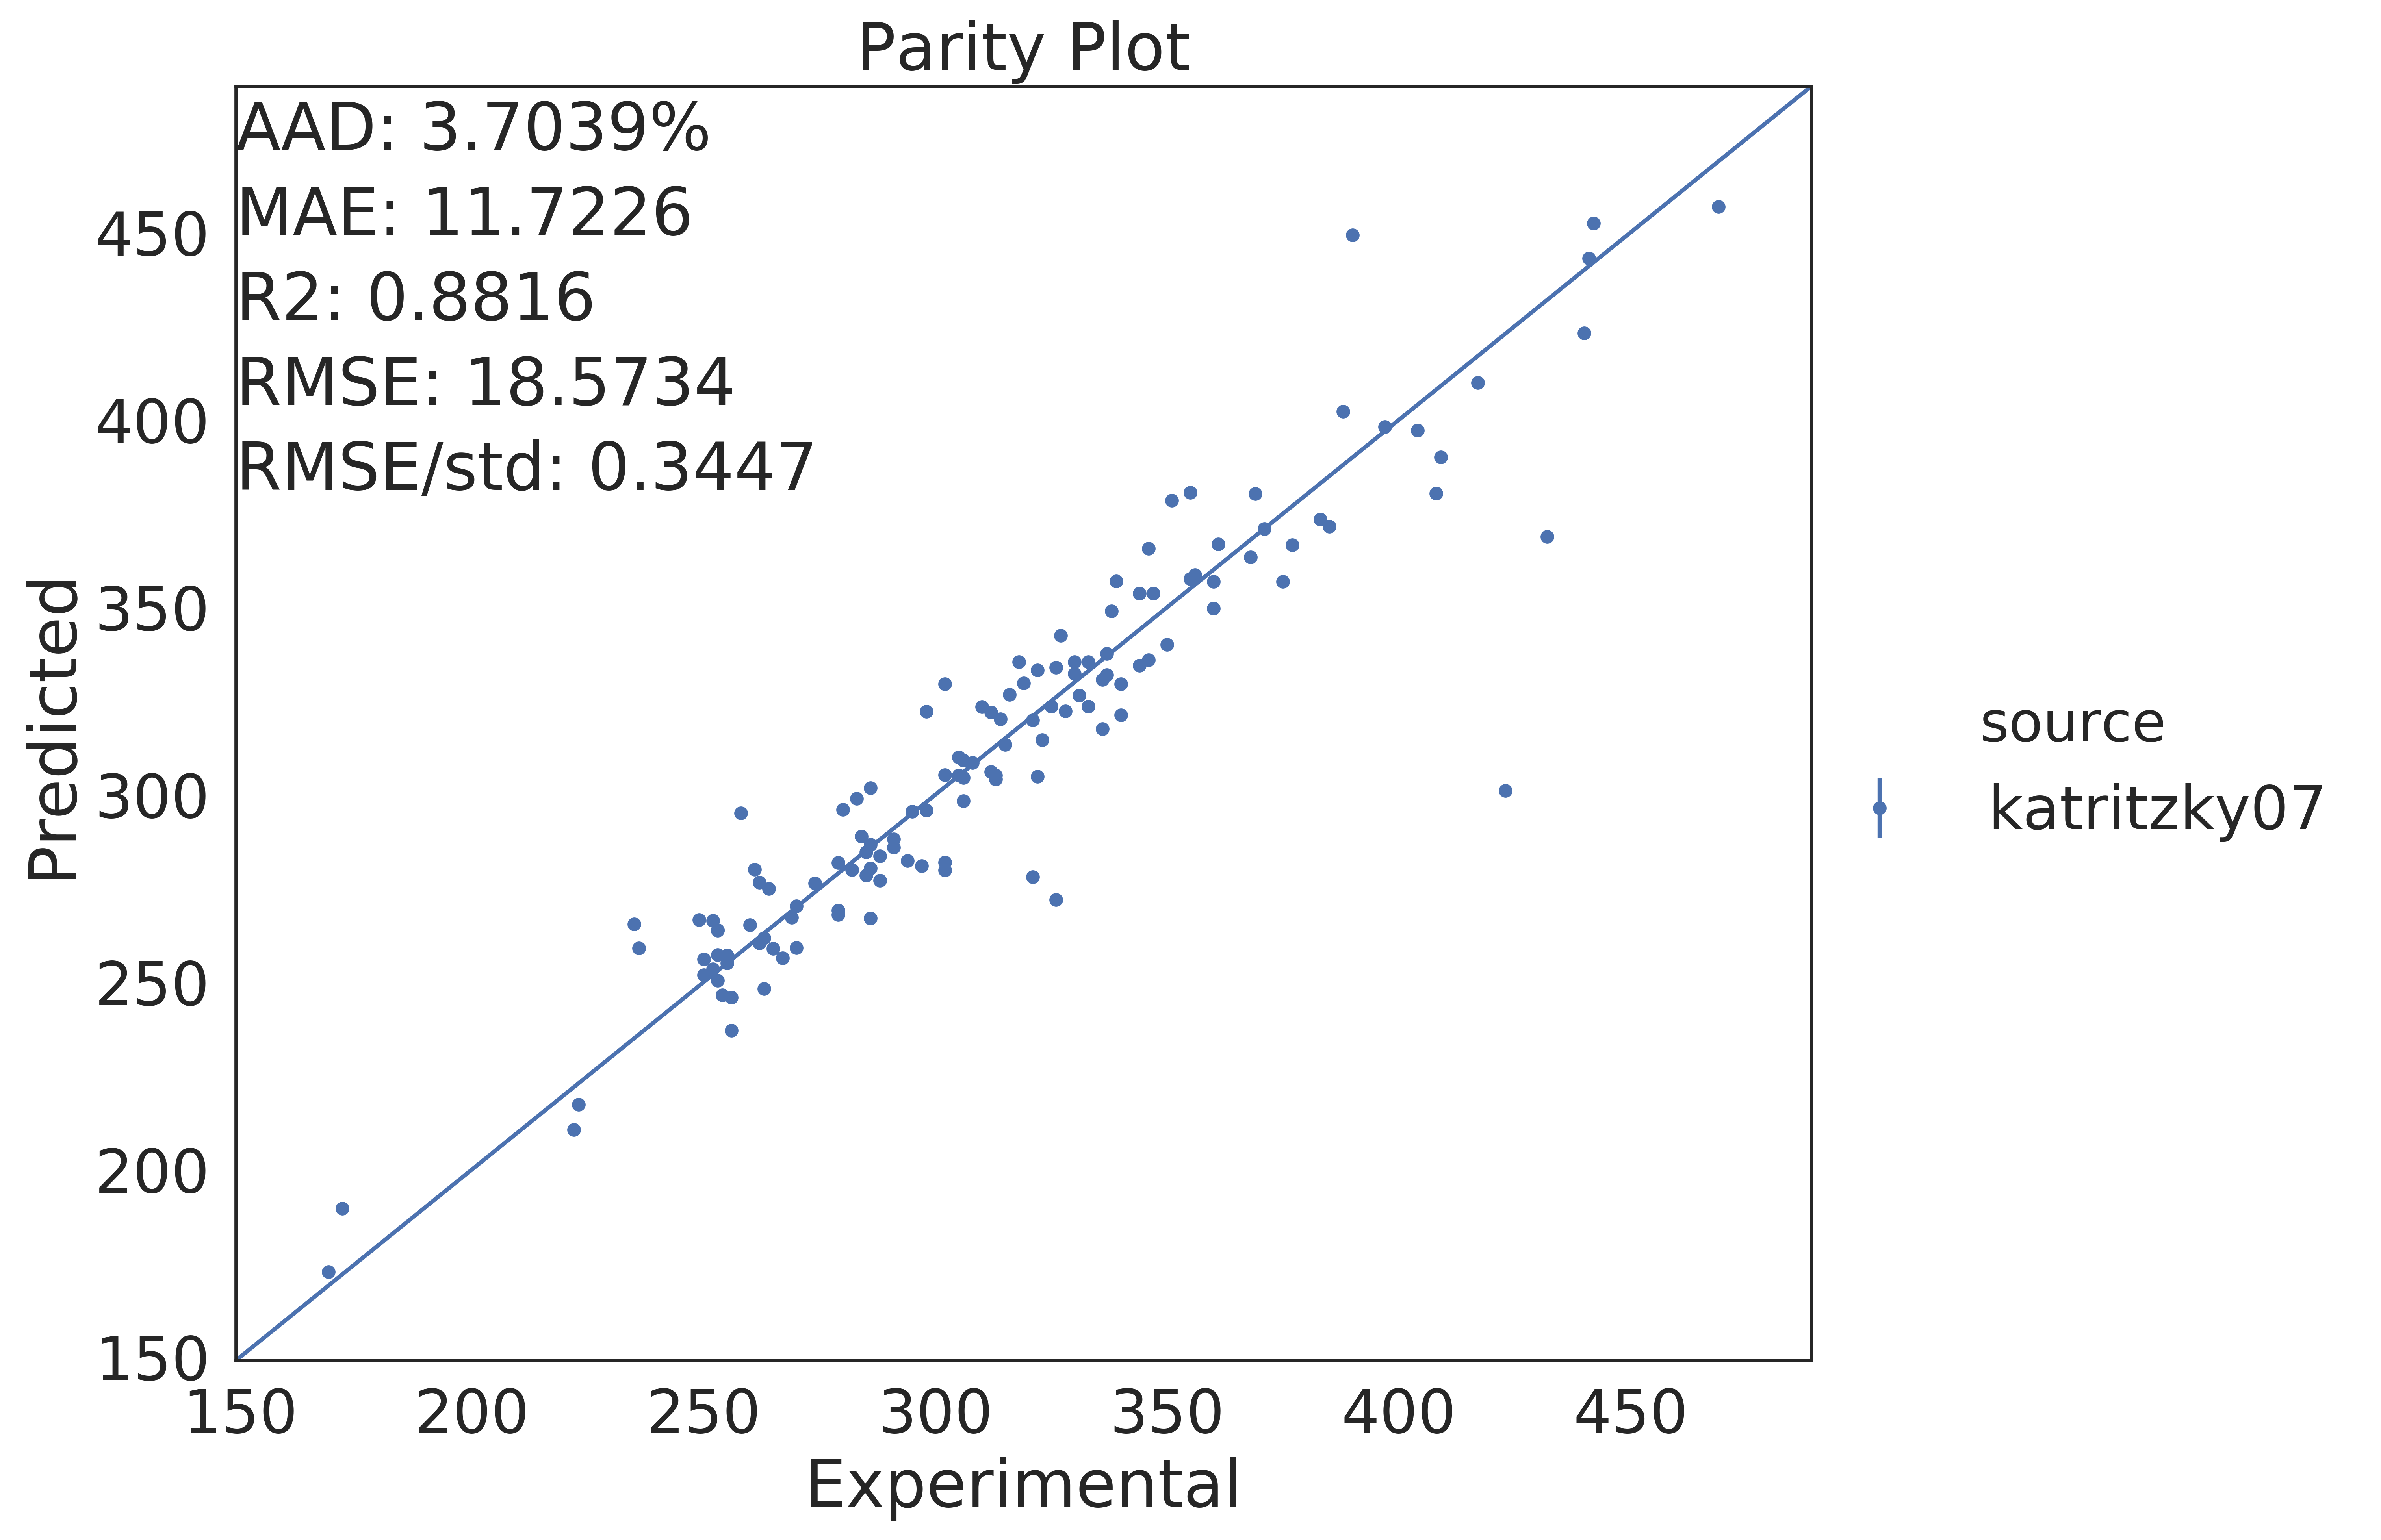 Parity Plot
AAD: 3.7039%
MAE: 11.7226
R2: 0.8816
RMSE: 18.5734
RMSE/std: 0.3447
450
400
350
300
250
200
150
Predicted
150 200 250 300 350 400 450
Experimental
source
katritzky07